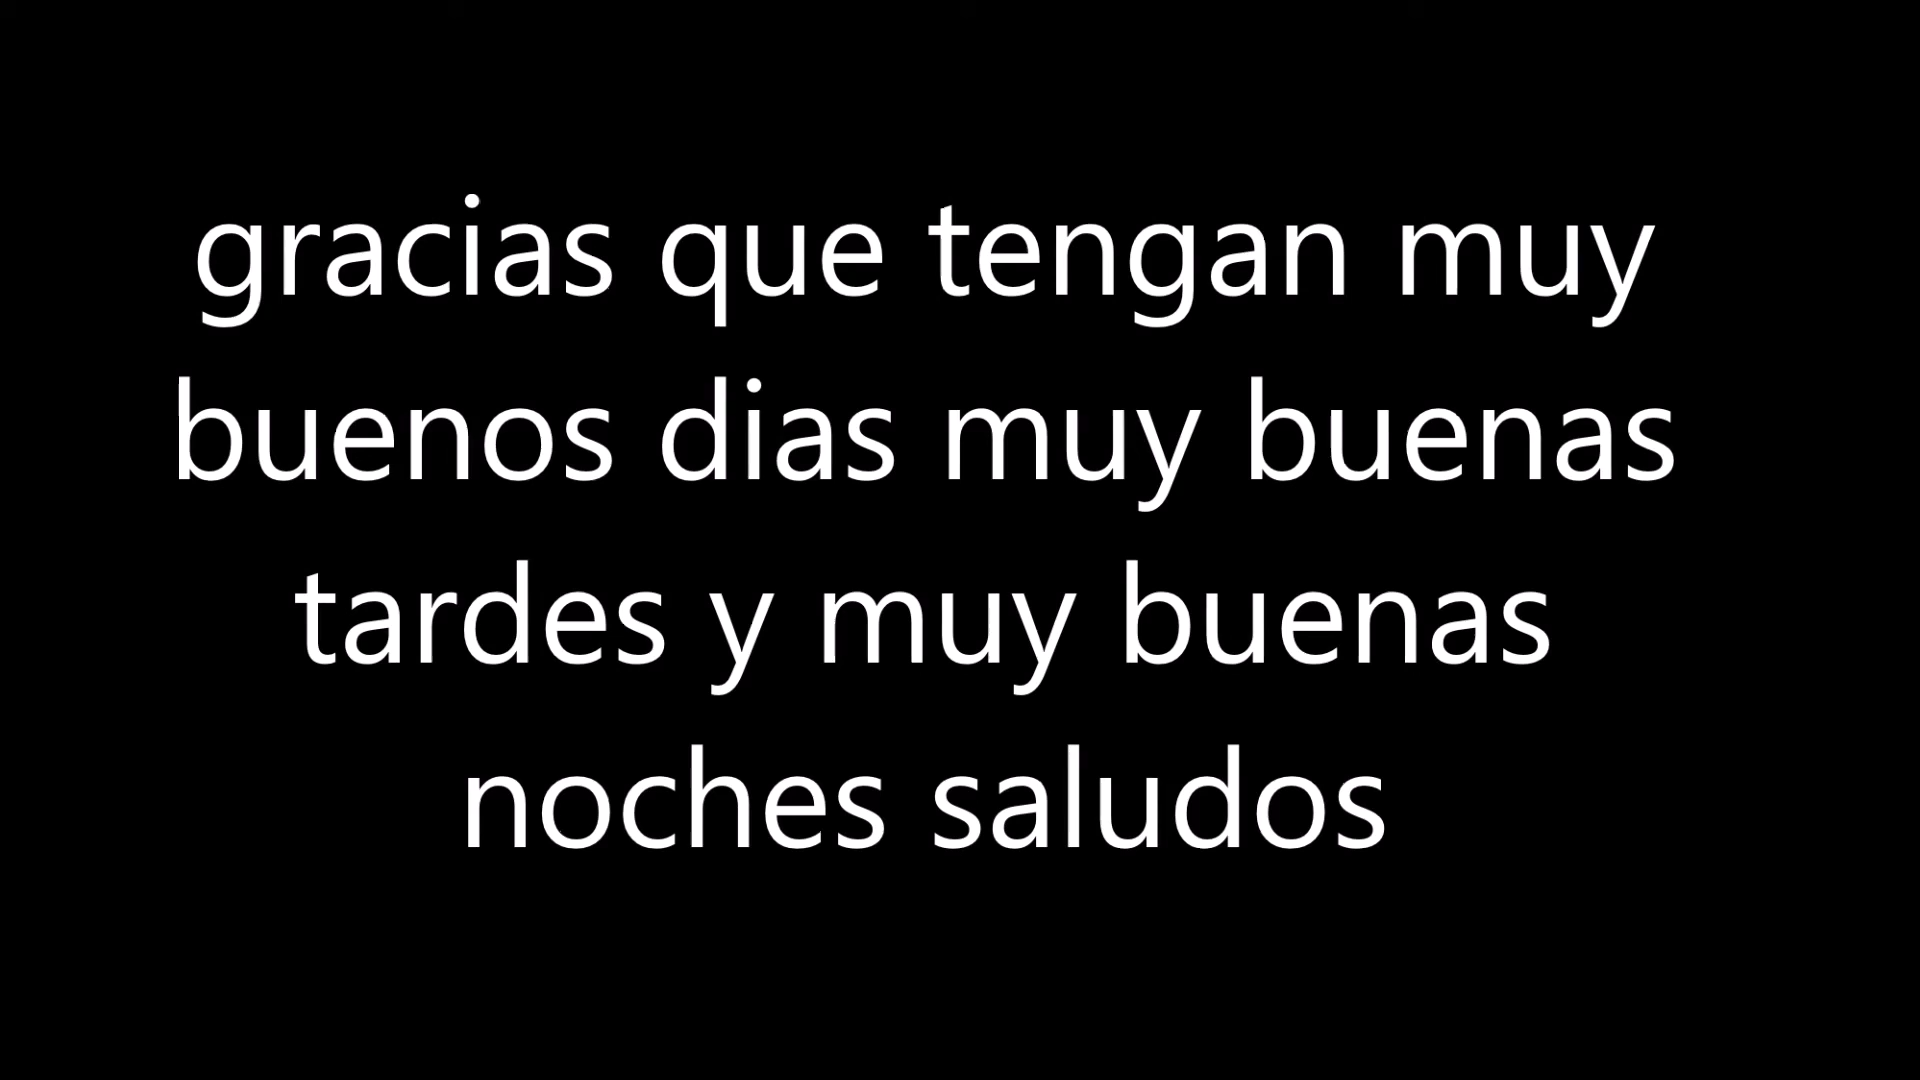 gracias que tengan muy
buenos dias muy buenas
tardes y muy buenas
noches saludos